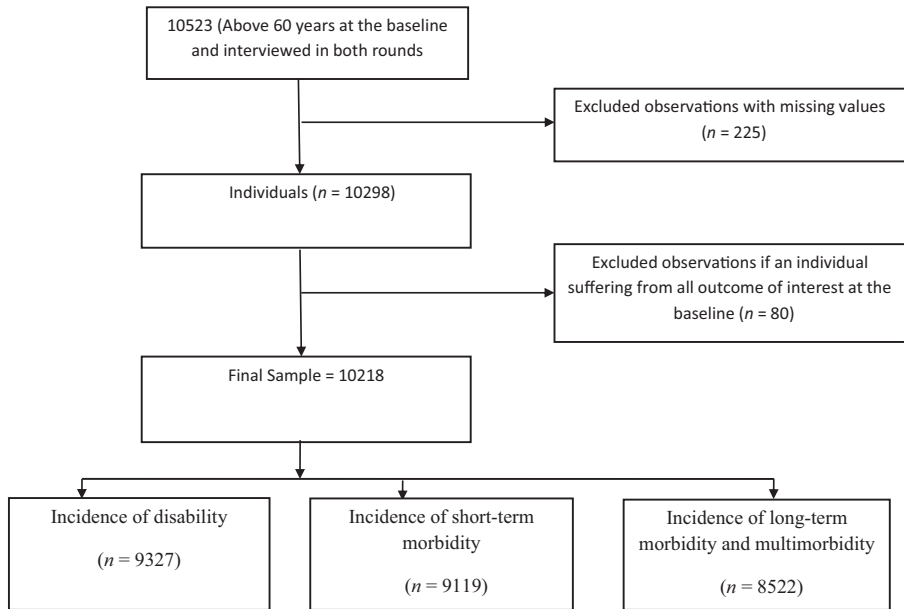 10523 (Above 60 years at the baseline
and interviewed in both rounds
Excluded observations with missing values
(n = 225)
Individuals (n = 10298)
Excluded observations if an individual
suffering from all outcome of interest at the
baseline (n = 80)
Final Sample = 10218
Incidence of disability
(n = 9327)
Incidence of short-term
morbidity
(n = 9119)
Incidence of long-term
morbidity and multimorbidity
(n = 8522)